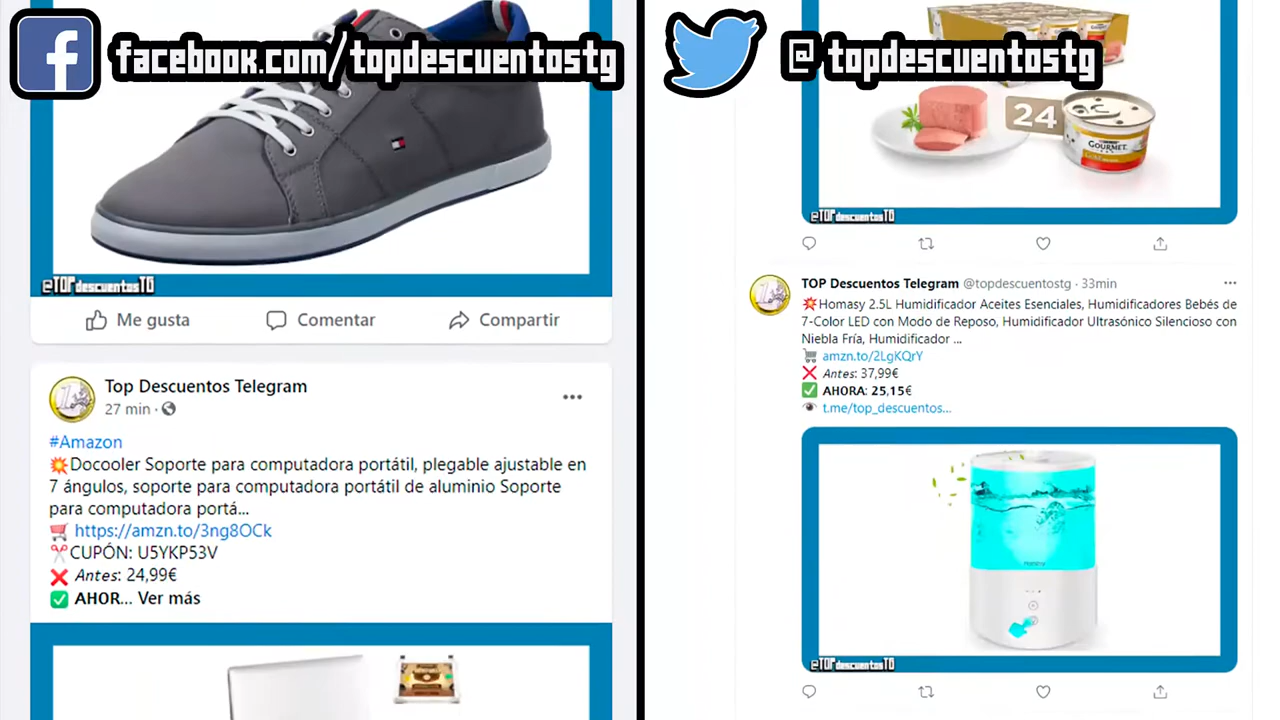 facebook.com/topdescuentostg
@TOPdescuentosTG
Me gusta
Comentar
Compartir
Top Descuentos Telegram
27 min ·
#Amazon
💥Docooler Soporte para computadora portátil, plegable ajustable en
7 ángulos, soporte para computadora portátil de aluminio Soporte
para computadora portá...
🛒 https://amzn.to/3ng8OCk
✂️CUPÓN: U5YKP53V
❌ Antes: 24,99€
✅ AHOR... Ver más
@ topdescuentostg
24
GOURMET
@TOPdescuentosTG
TOP Descuentos Telegram @topdescuentostg · 33min
💥Homasy 2.5L Humidificador Aceites Esenciales, Humidificadores Bebés de
7-Color LED con Modo de Reposo, Humidificador Ultrasónico Silencioso con
Niebla Fría, Humidificador ...
🛒 amzn.to/2LgKQrY
❌ Antes: 37,99€
✅ AHORA: 25,15€
👁 t.me/top_descuentos...
@TOPdescuentosTG